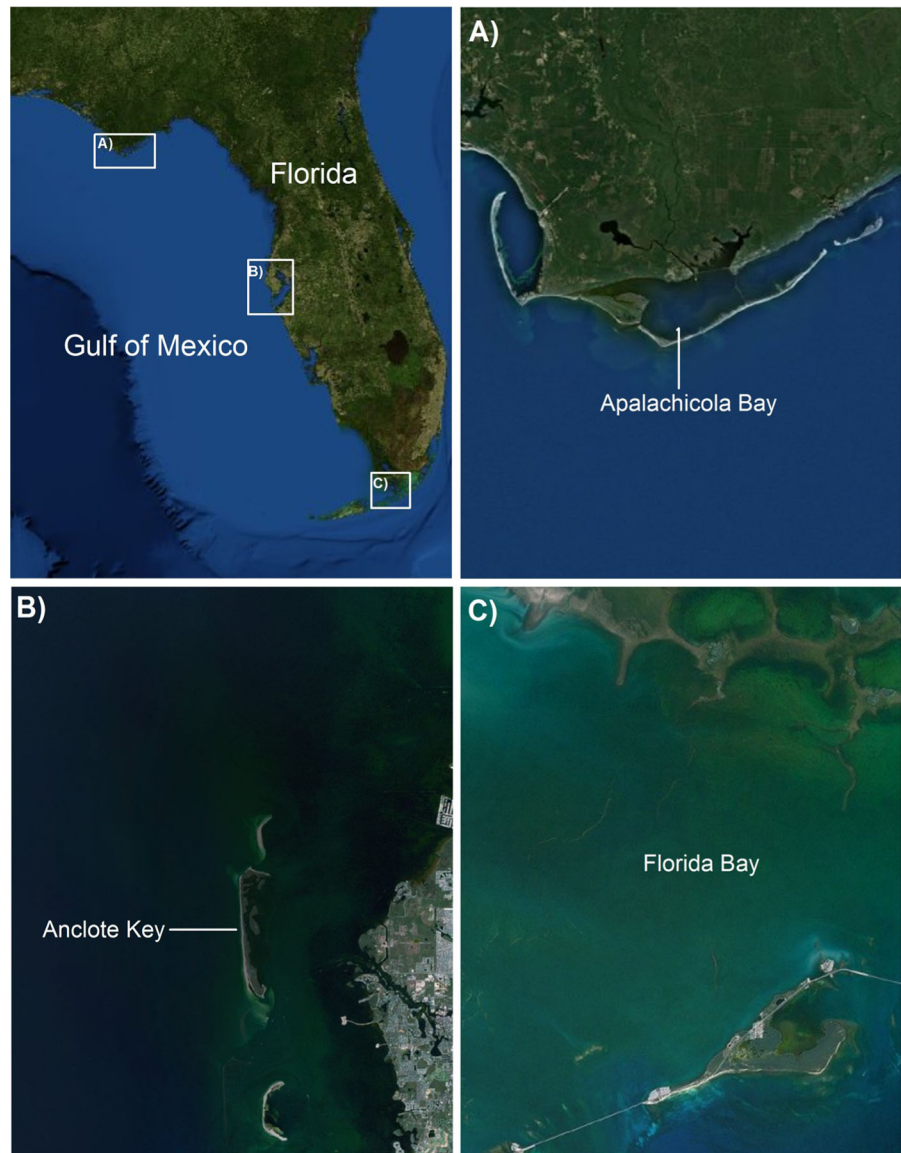 A)
Florida
B)
Gulf of Mexico
C)
A)
Apalachicola Bay
B)
Anclote Key
C)
Florida Bay